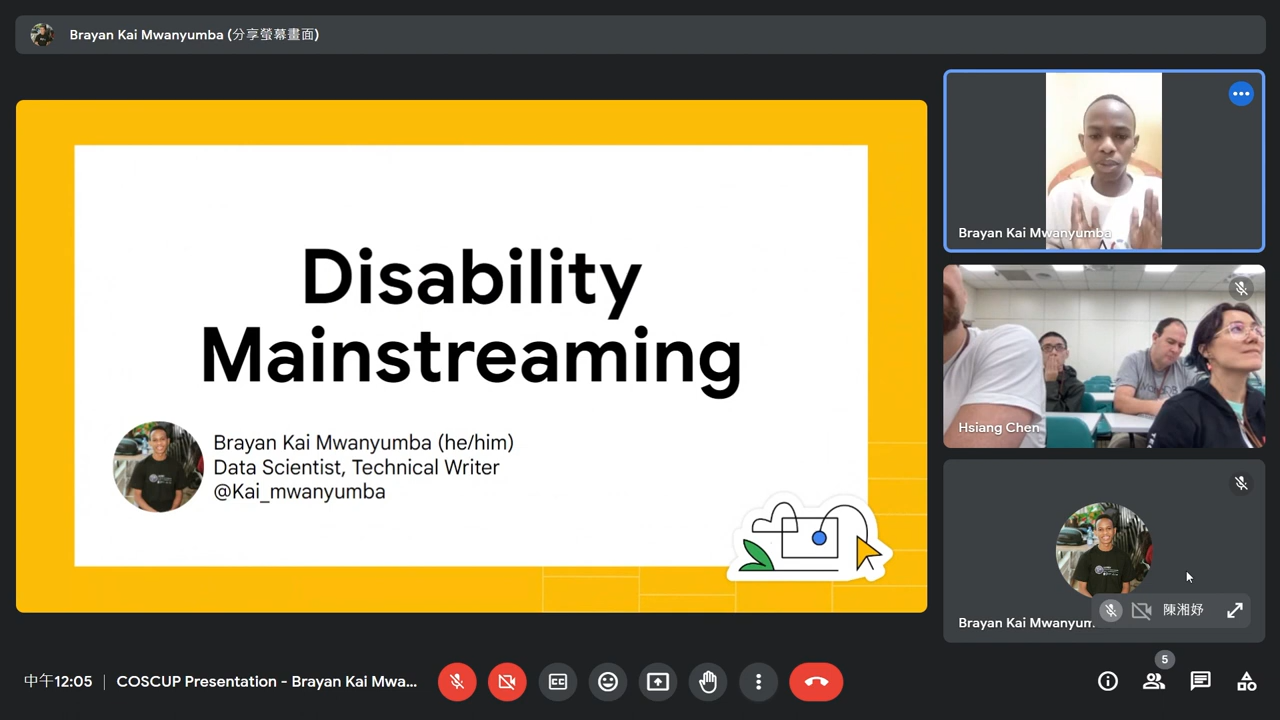 Brayan Kai Mwanyumba (分享螢幕畫面)
Disability
Mainstreaming
Brayan Kai Mwanyumba (he/him)
Data Scientist, Technical Writer
@Kai_mwanyumba
Brayan Kai Mwanyumba
Hsiang Chen
Brayan Kai Mwanyum
陳湘妤
中午12:05
COSCUP Presentation - Brayan Kai Mwa...
CC
5